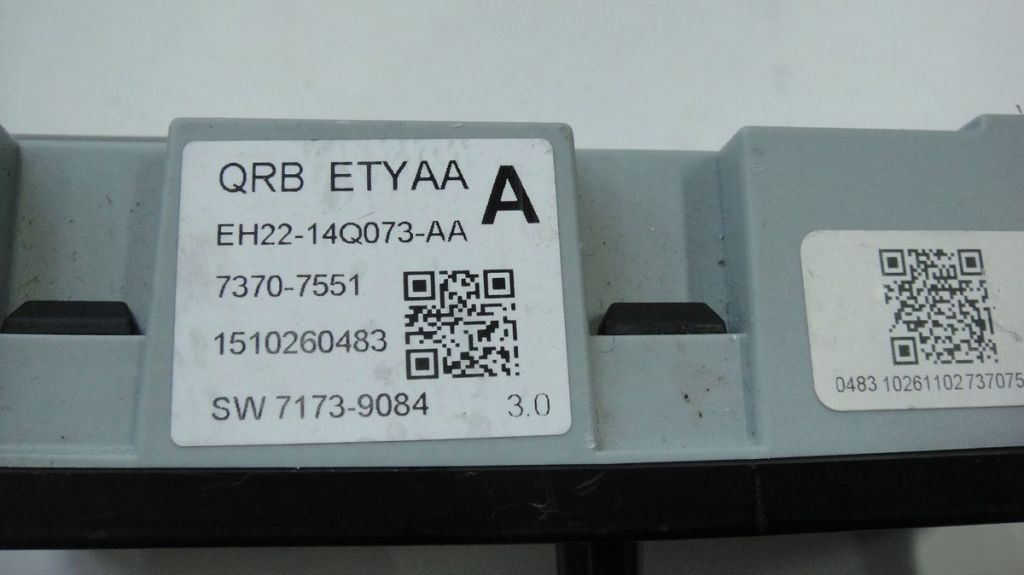 QRB ETYAA A
EH22-14Q073-AA
7370-7551
1510260483
SW 7173-9084 3.0
0483 10261102737075